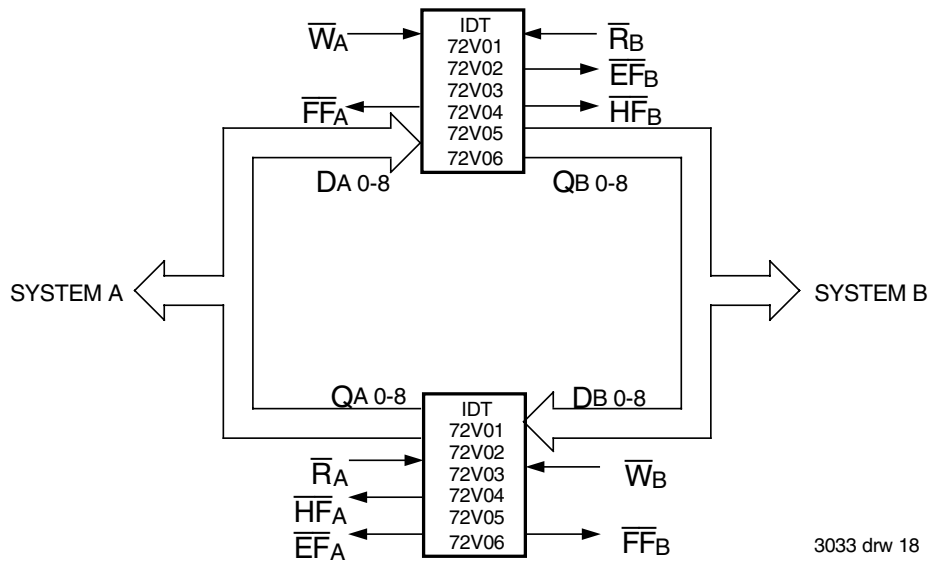 W̅A
IDT
72V01
72V02
72V03
72V04
72V05
72V06
R̅B
E̅F̅B
F̅F̅A
H̅F̅B
DA 0-8
QB 0-8
SYSTEM A
SYSTEM B
QA 0-8
DB 0-8
IDT
72V01
72V02
72V03
72V04
72V05
72V06
R̅A
W̅B
H̅F̅A
E̅F̅A
F̅F̅B
3033 drw 18